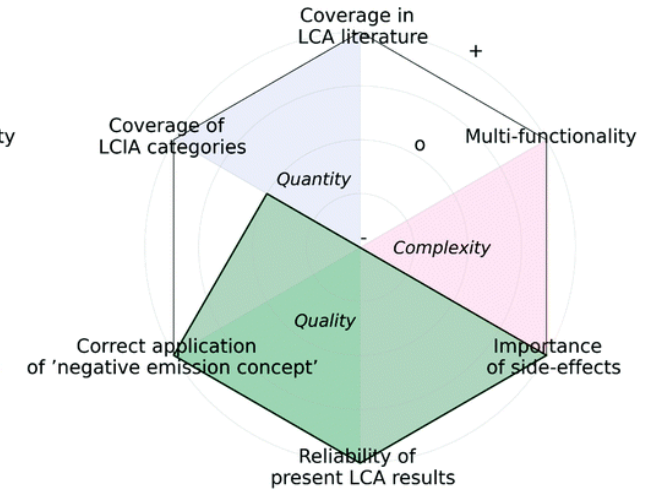 Coverage in
LCA literature
+
ty
Coverage of
LCIA categories
o
Multi-functionality
Quantity
-
Complexity
Quality
Correct application
of ’negative emission concept’
Importance
of side-effects
Reliability of
present LCA results